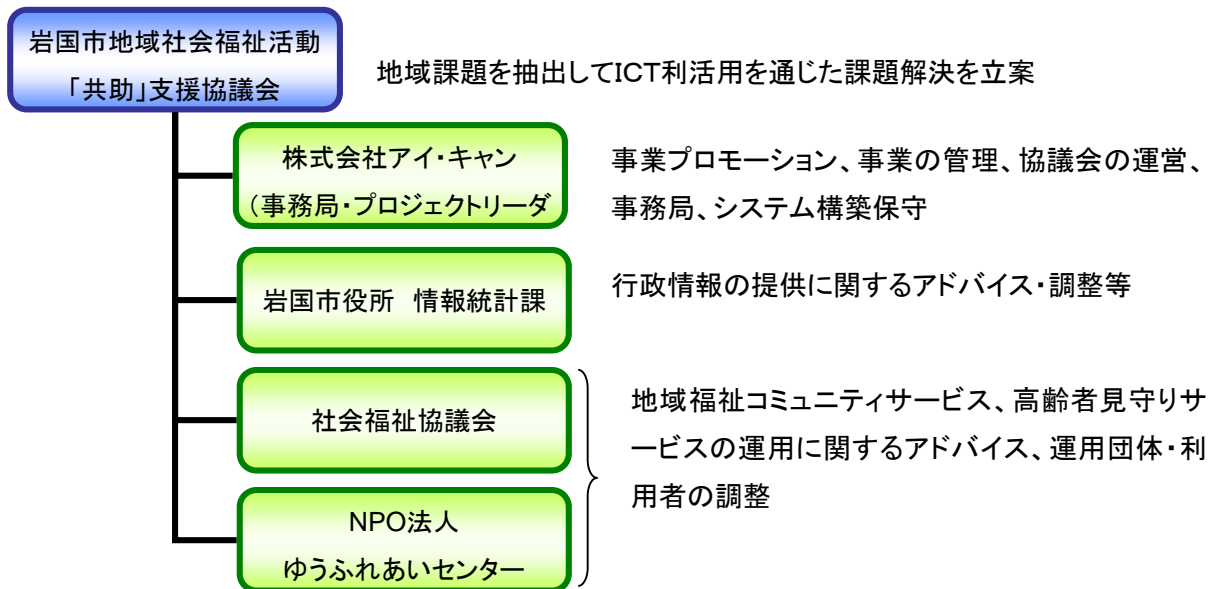 岩国市地域社会福祉活動
「共助」支援協議会
地域課題を抽出してICT利活用を通じた課題解決を立案
株式会社アイ・キャン
（事務局・プロジェクトリーダ
事業プロモーション、事業の管理、協議会の運営、
事務局、システム構築保守
岩国市役所　情報統計課
行政情報の提供に関するアドバイス・調整等
社会福祉協議会
地域福祉コミュニティサービス、高齢者見守りサ
ービスの運用に関するアドバイス、運用団体・利
用者の調整
NPO法人
ゆうふれあいセンター